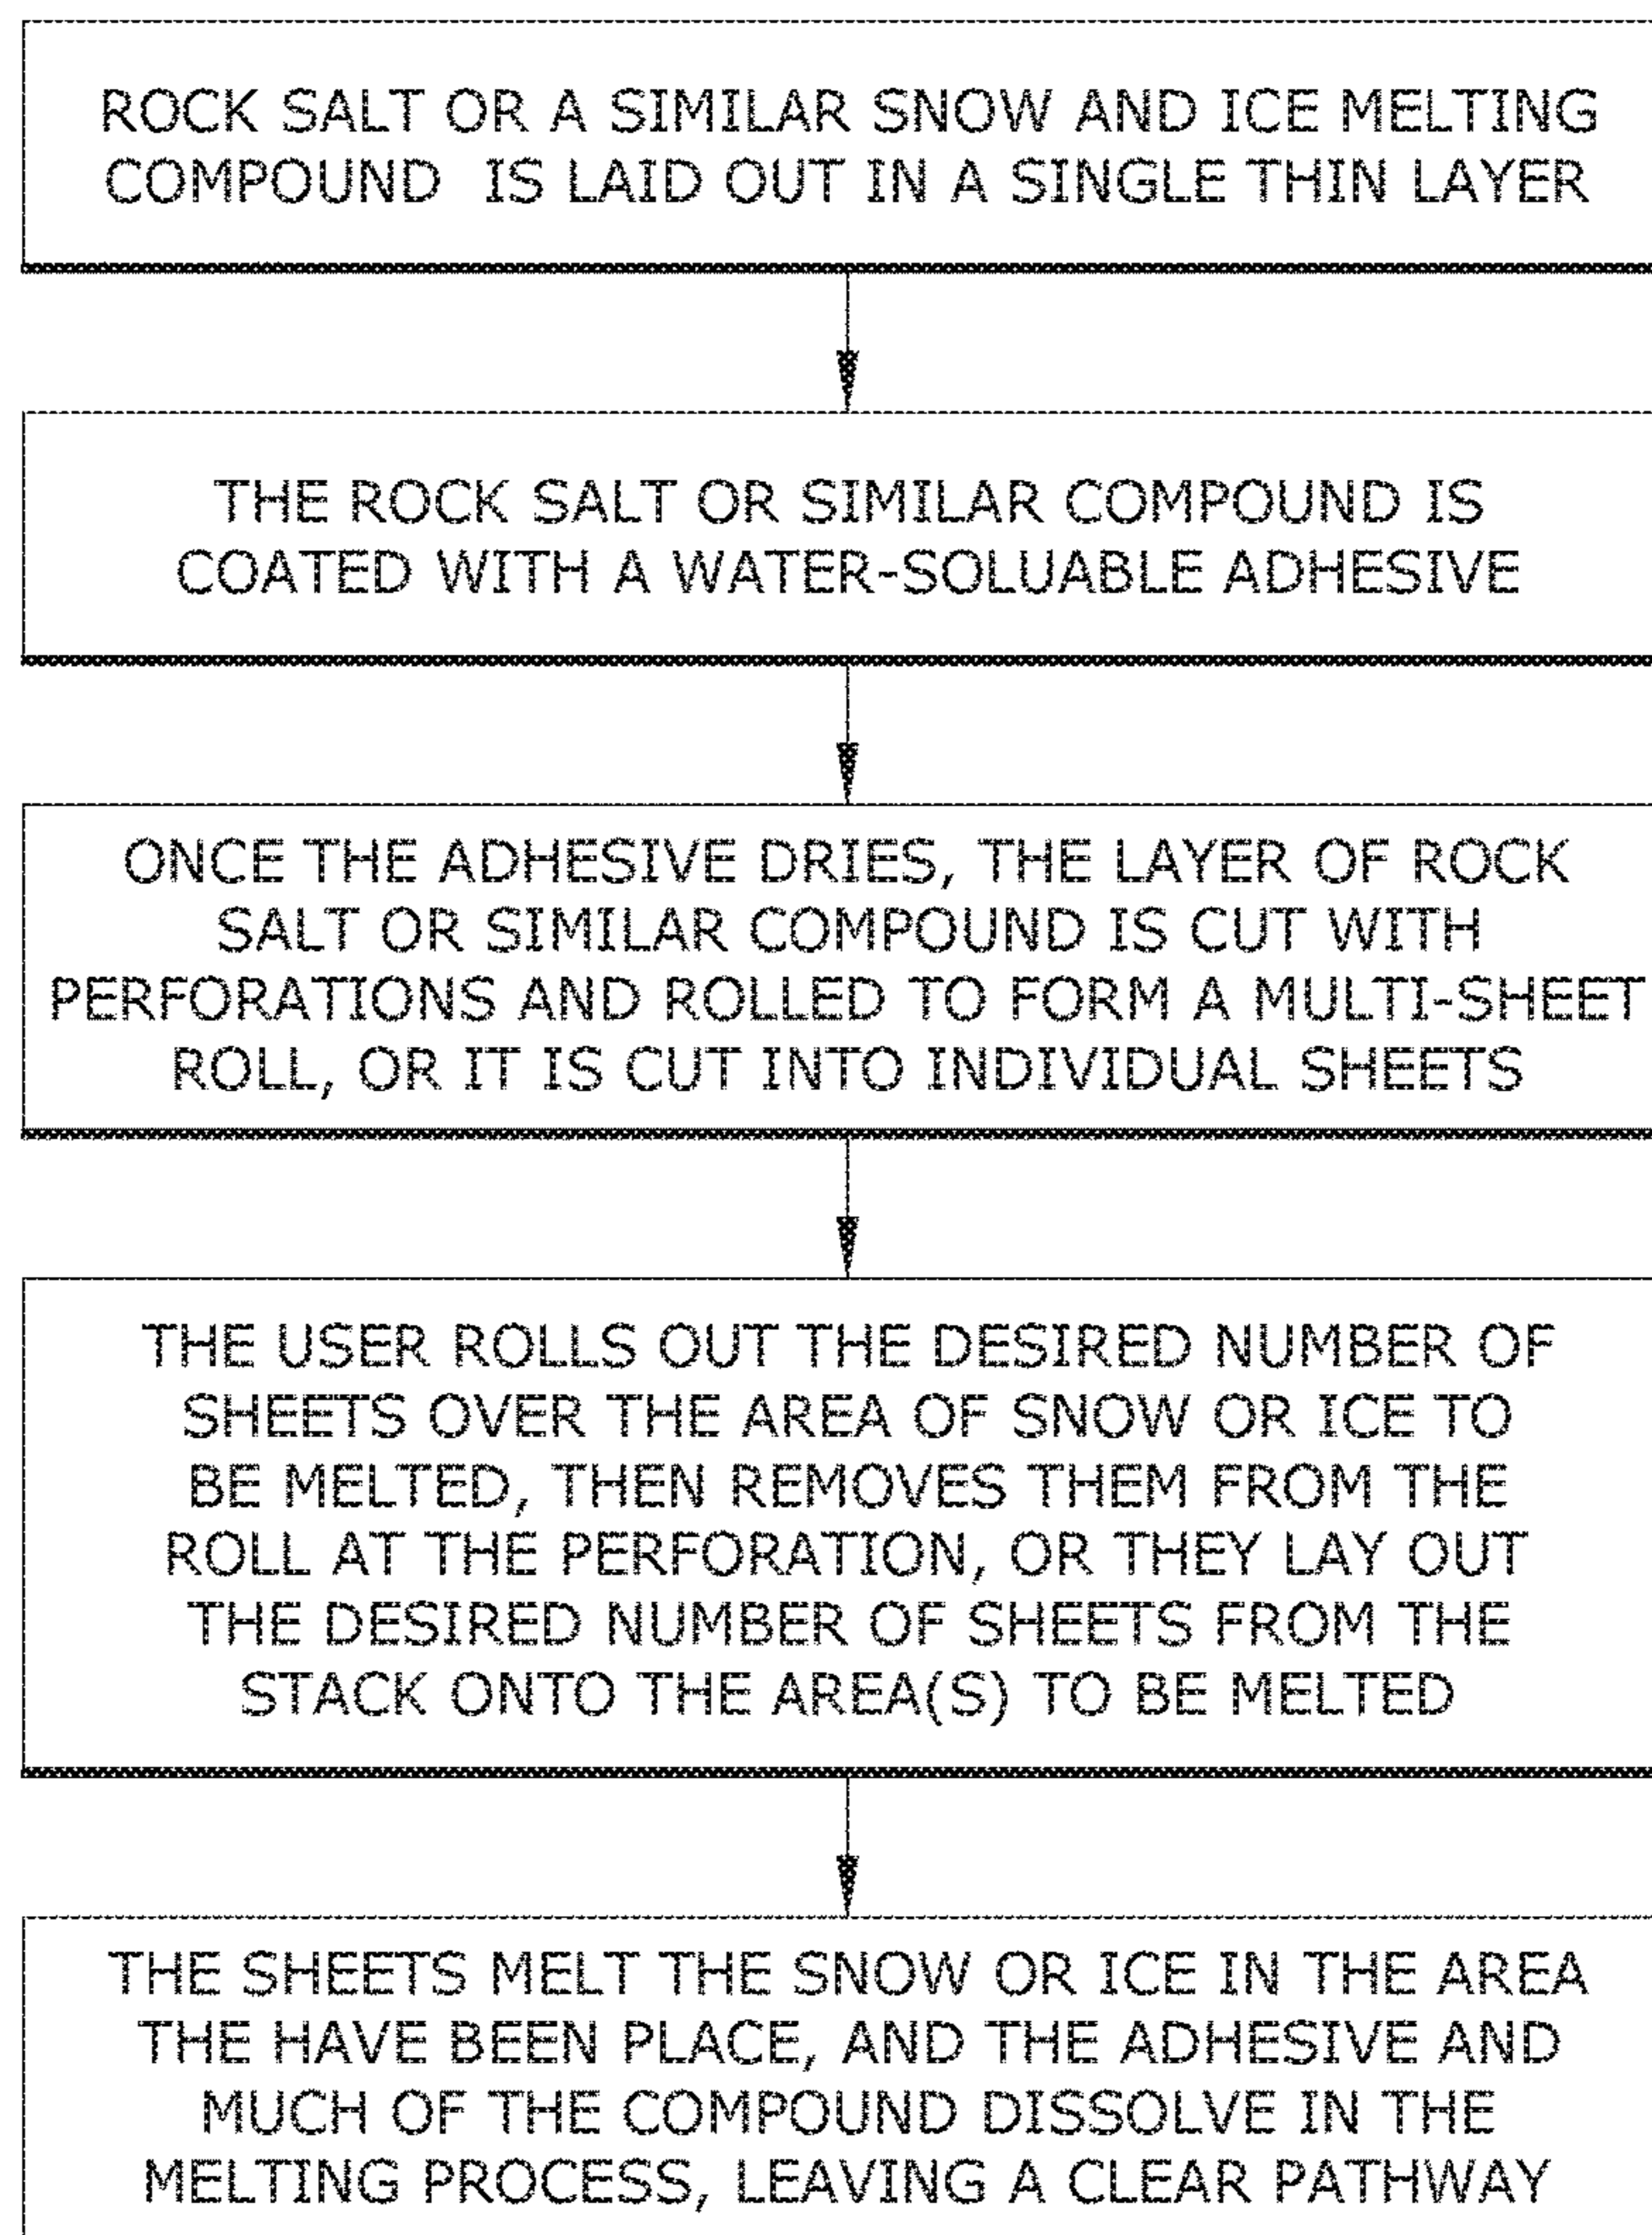 ROCK SALT OR A SIMILAR SNOW AND ICE MELTING
COMPOUND IS LAID OUT IN A SINGLE THIN LAYER
THE ROCK SALT OR SIMILAR COMPOUND IS
COATED WITH A WATER-SOLUABLE ADHESIVE
ONCE THE ADHESIVE DRIES, THE LAYER OF ROCK
SALT OR SIMILAR COMPOUND IS CUT WITH
PERFORATIONS AND ROLLED TO FORM A MULTI-SHEET
ROLL, OR IT IS CUT INTO INDIVIDUAL SHEETS
THE USER ROLLS OUT THE DESIRED NUMBER OF
SHEETS OVER THE AREA OF SNOW OR ICE TO
BE MELTED, THEN REMOVES THEM FROM THE
ROLL AT THE PERFORATION, OR THEY LAY OUT
THE DESIRED NUMBER OF SHEETS FROM THE
STACK ONTO THE AREA(S) TO BE MELTED
THE SHEETS MELT THE SNOW OR ICE IN THE AREA
THE HAVE BEEN PLACE, AND THE ADHESIVE AND
MUCH OF THE COMPOUND DISSOLVE IN THE
MELTING PROCESS, LEAVING A CLEAR PATHWAY